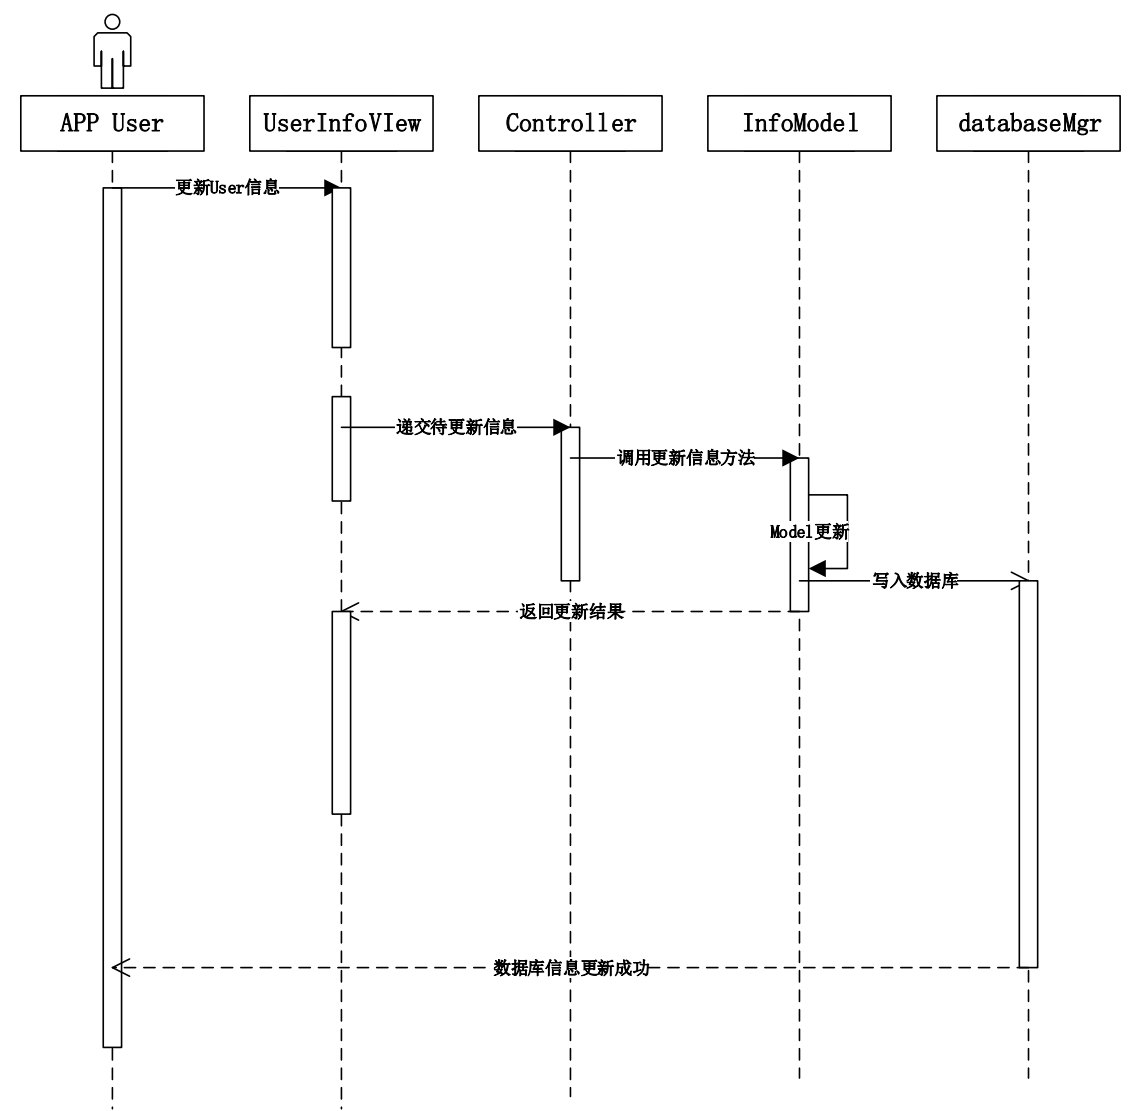 APP User
UserInfoVIew
Controller
InfoModel
databaseMgr
更新User信息
递交待更新信息
调用更新信息方法
Model更新
写入数据库
返回更新结果
数据库信息更新成功